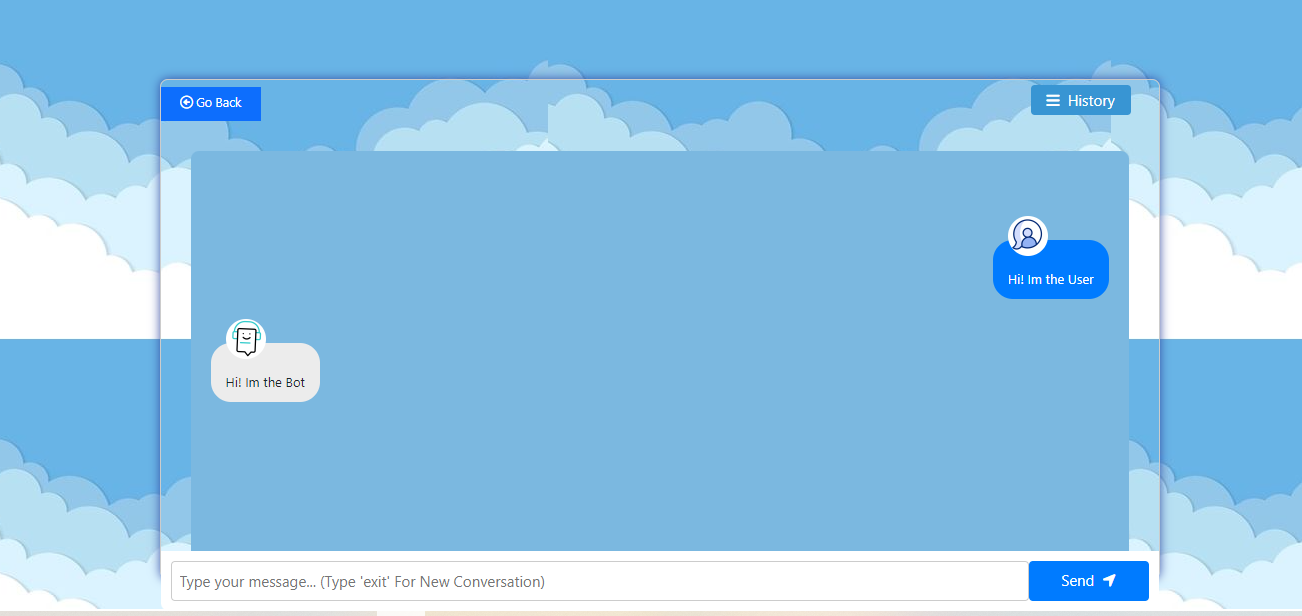 Go Back
History
Hi! Im the User
Hi! Im the Bot
Type your message... (Type 'exit' For New Conversation)
Send